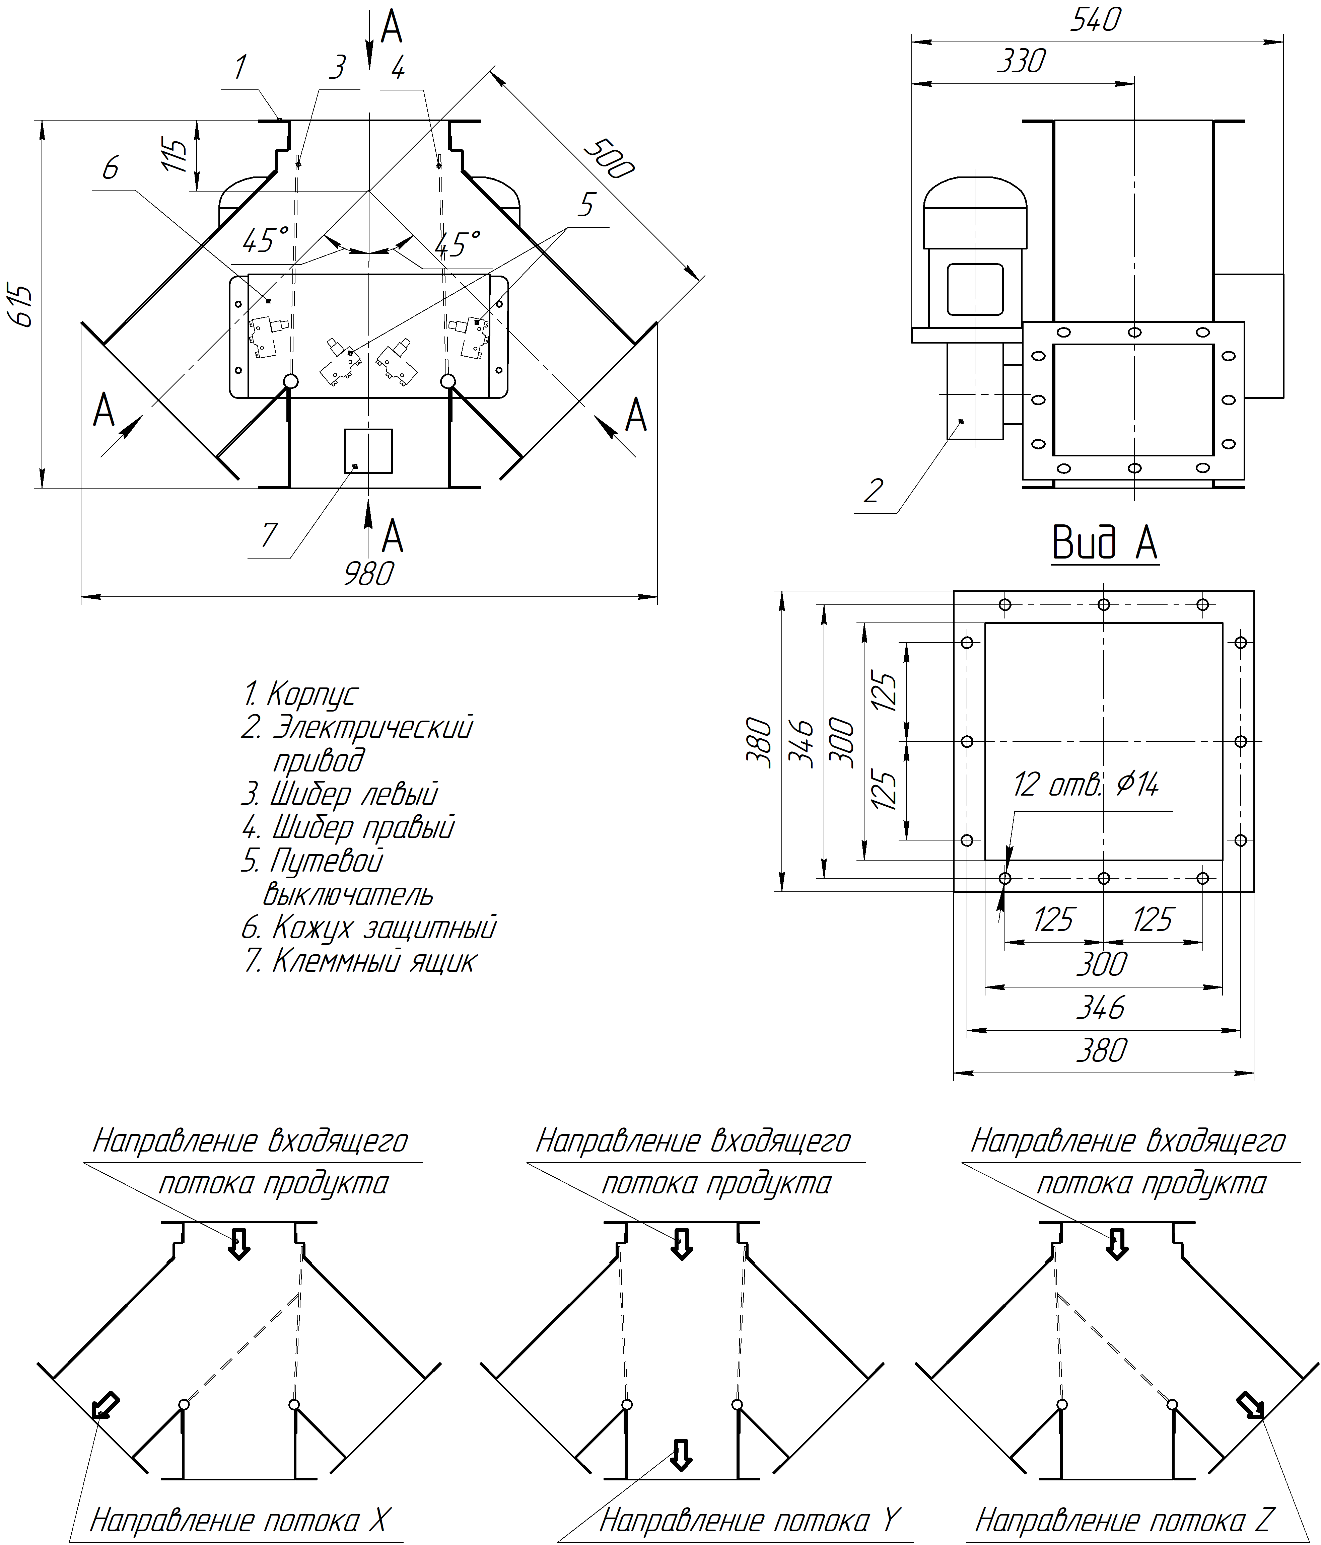 А
540
330
1
3
4
615
115
500
6
5
45°
45°
А
А
А
7
980
2
Вид А
1. Корпус
2. Электрический
привод
3. Шибер левый
4. Шибер правый
5. Путевой
выключатель
6. Кожух защитный
7. Клеммный ящик
380
346
300
125
125
12 отв. ϕ14
125
125
300
346
380
Направление входящего
потока продукта
Направление входящего
потока продукта
Направление входящего
потока продукта
Направление потока X
Направление потока Y
Направление потока Z